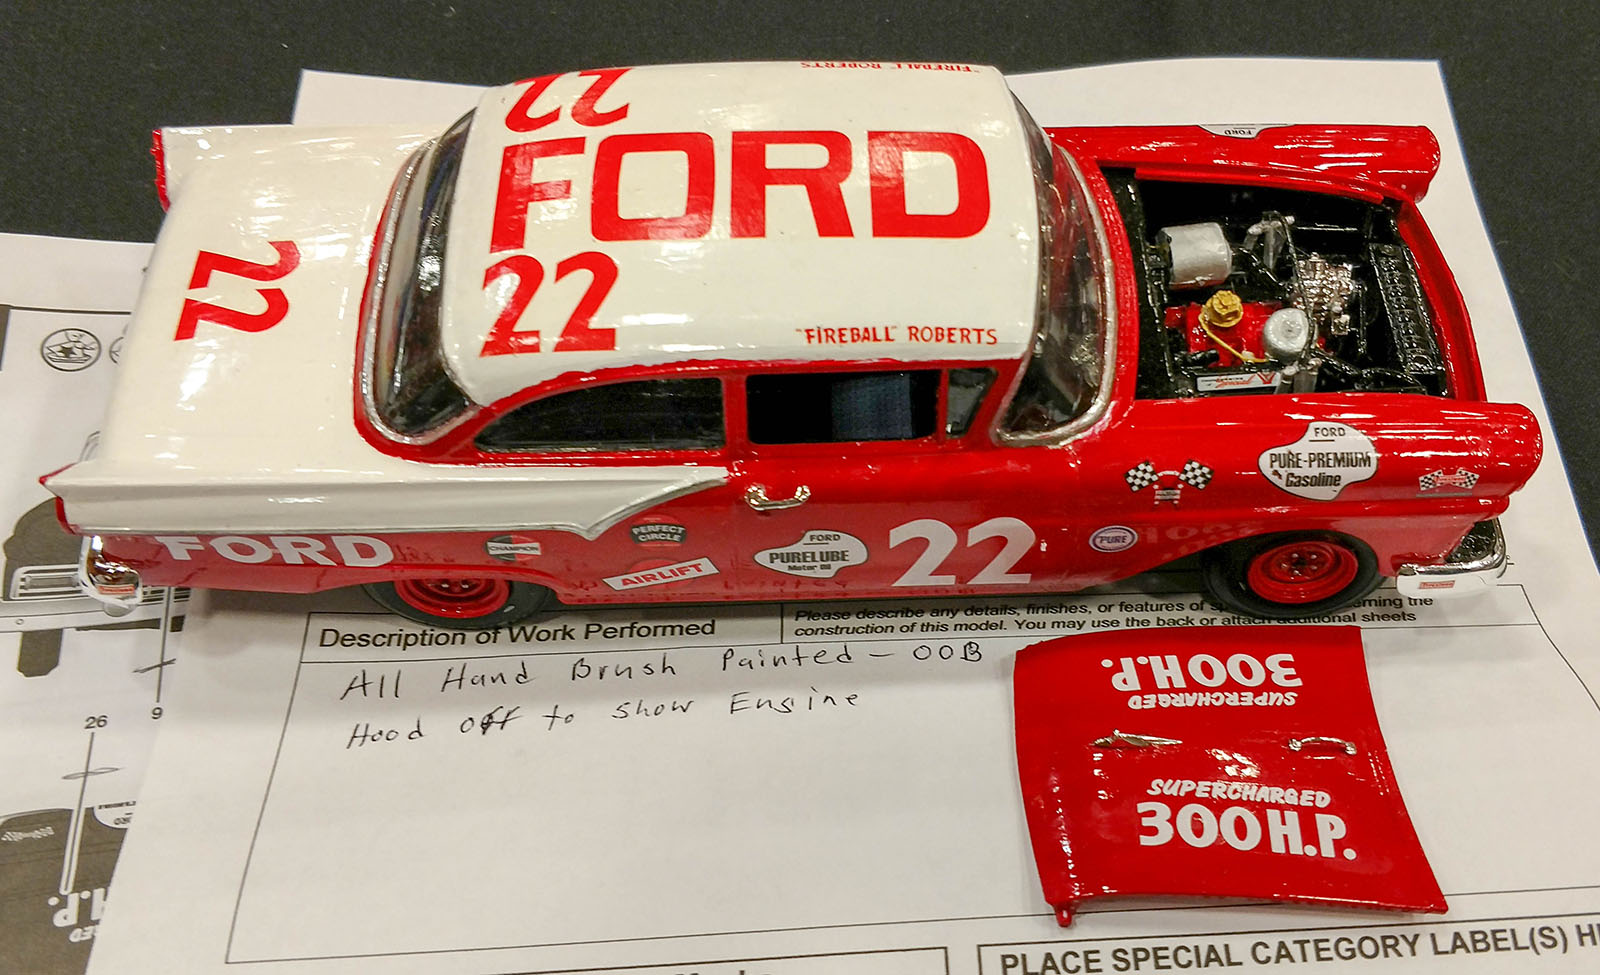 "FIREBALL" ROBERTS
22
FORD
22
"FIREBALL" ROBERTS
22
FORD
FORD
PURE-PREMIUM
Gasoline
FORD
CHAMPION
PERFECT
CIRCLE
AIRLIFT
FORD
PURELUBE
Motor Oil
22
PURE
Description of Work Performed
Please describe any details, finishes, or features of
construction of this model. You may use the back or attach additional sheets
All Hand Brush Painted - OOB
Hood off to show Engine
SUPERCHARGED
300H.P.
SUPERCHARGED
300H.P.
26
9
H.P.
PLACE SPECIAL CATEGORY LABEL(S)